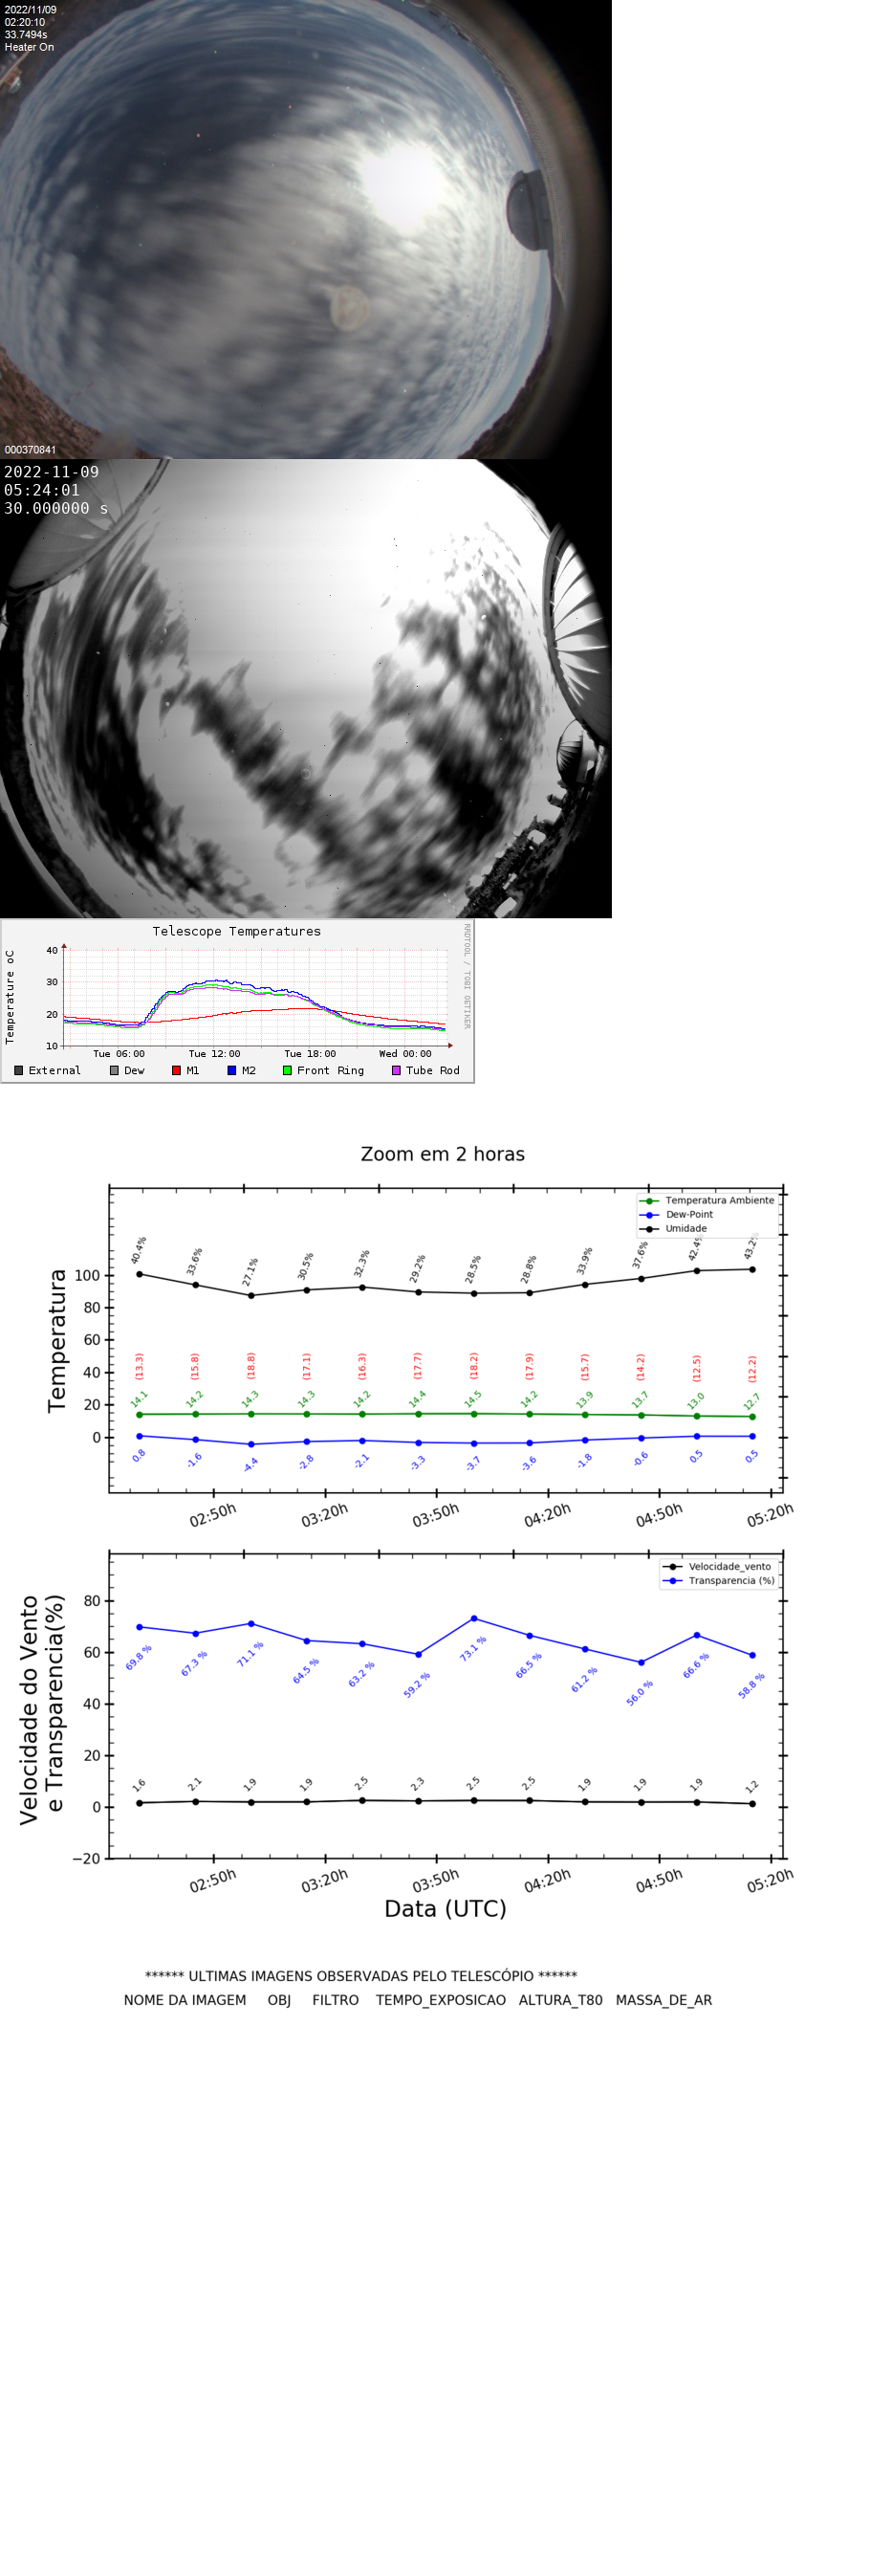 2022/11/09
02:20:10
33.7494s
Heater On
000370841
2022-11-09
05:24:01
30.000000 s
Telescope Temperatures
RRDTOOL / TOBI OETIKER
Temperature oC
40
30
20
10
Tue 06:00 Tue 12:00 Tue 18:00 Wed 00:00
External Dew M1 M2 Front Ring Tube Rod
Zoom em 2 horas
Temperatura Ambiente
Dew-Point
Umidade
40.4% 33.6% 27.1% 30.5% 32.3% 29.2% 28.5% 28.8% 33.9% 37.6% 42.4% 43.2%
Temperatura
100
80
60
40
20
0
(13.3) (15.8) (18.8) (17.1) (16.3) (17.7) (18.2) (17.9) (15.7) (14.2) (12.5) (12.2)
14.1 14.2 14.3 14.3 14.2 14.4 14.5 14.2 13.9 13.7 13.0 12.7
0.8 -1.6 -4.4 -2.8 -2.1 -3.3 -3.7 -3.6 -1.8 -0.6 0.5 0.5
02:50h 03:20h 03:50h 04:20h 04:50h 05:20h
Velocidade_vento
Transparencia (%)
Velocidade do Vento
e Transparencia(%)
80
60
40
20
0
−20
69.8 % 67.3 % 71.1 % 64.5 % 63.2 % 59.2 % 73.1 % 66.5 % 61.2 % 56.0 % 66.6 % 58.8 %
1.6 2.1 1.9 1.9 2.5 2.3 2.5 2.5 1.9 1.9 1.9 1.2
02:50h 03:20h 03:50h 04:20h 04:50h 05:20h
Data (UTC)
****** ULTIMAS IMAGENS OBSERVADAS PELO TELESCÓPIO ******
NOME DA IMAGEM OBJ FILTRO TEMPO_EXPOSICAO ALTURA_T80 MASSA_DE_AR